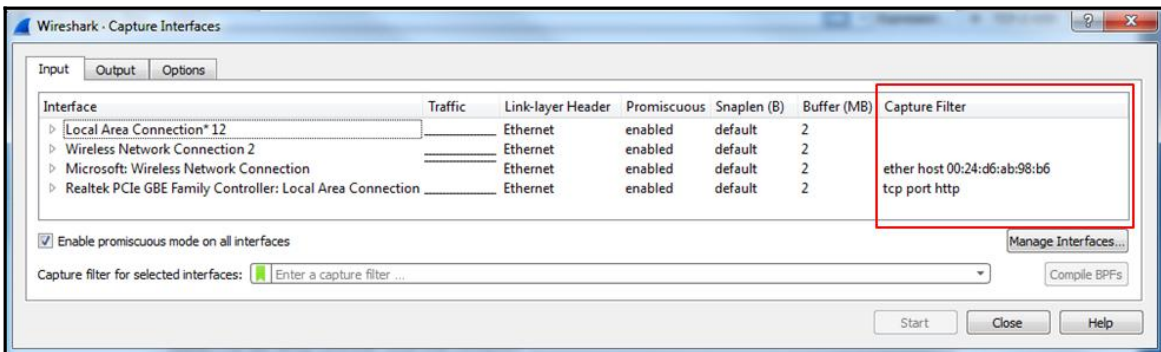 Wireshark - Capture Interfaces
Input Output Options
Interface Traffic Link-layer Header Promiscuous Snaplen (B) Buffer (MB) Capture Filter
Local Area Connection* 12 Ethernet enabled default 2
Wireless Network Connection 2 Ethernet enabled default 2
Microsoft: Wireless Network Connection Ethernet enabled default 2 ether host 00:24:d6:ab:98:b6
Realtek PCIe GBE Family Controller: Local Area Connection Ethernet enabled default 2 tcp port http
Enable promiscuous mode on all interfaces Manage Interfaces...
Capture filter for selected interfaces: Enter a capture filter ... Compile BPFs
Start Close Help